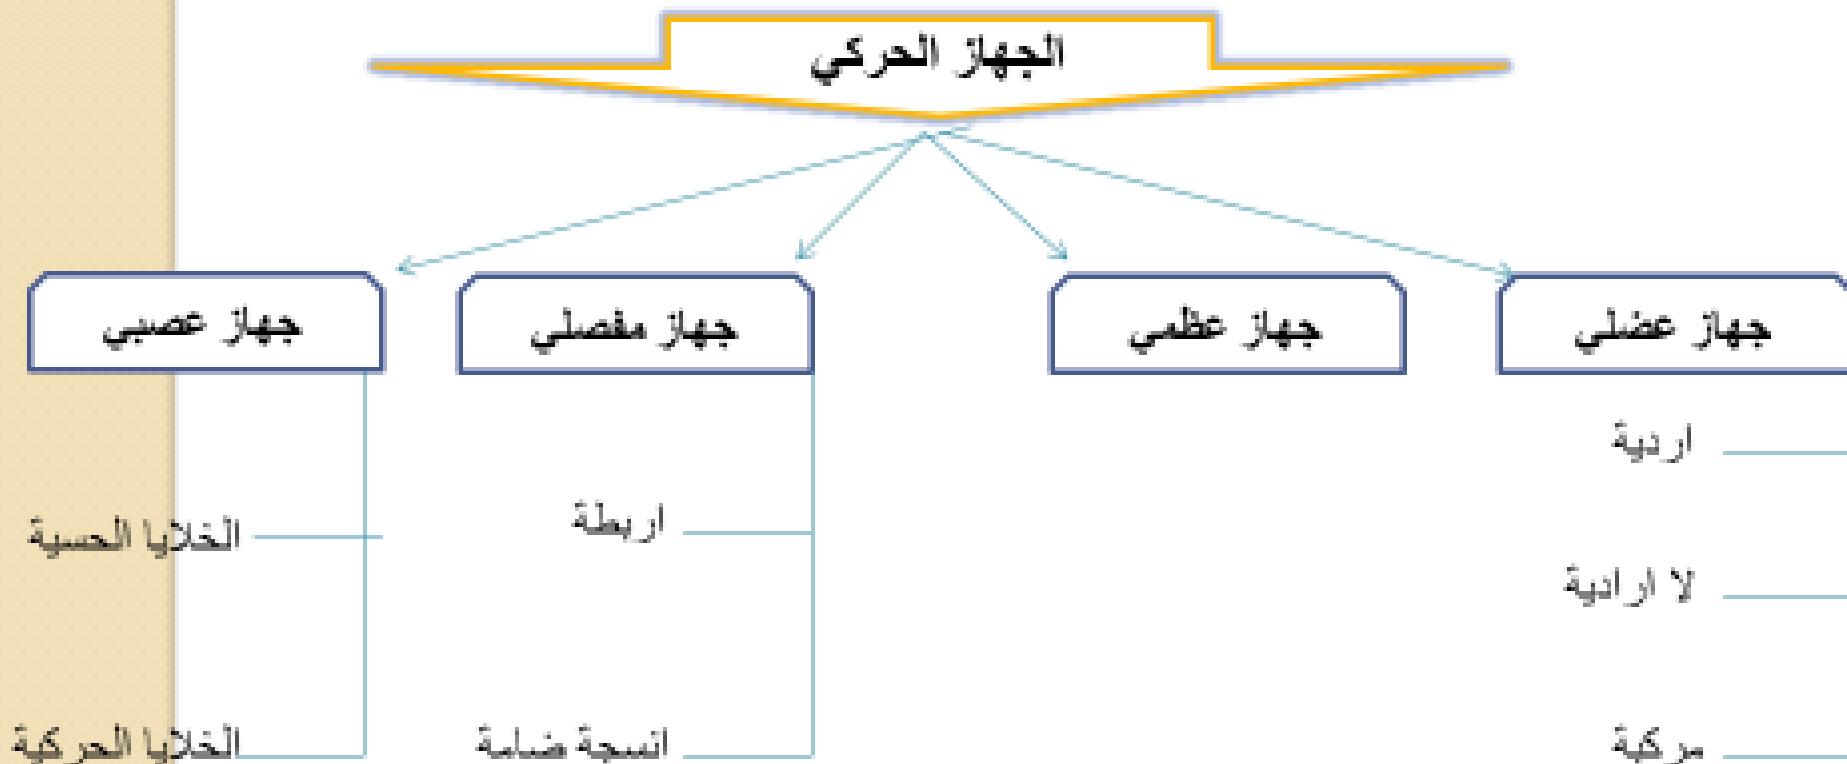 الجهاز الحركي
جهاز عضلي
جهاز عظمي
جهاز مفصلي
جهاز عصبي
اردية
لا ارادية
مركبة
اربطة
انسجة ضامة
الخلايا الحسية
الخلايا الحركية